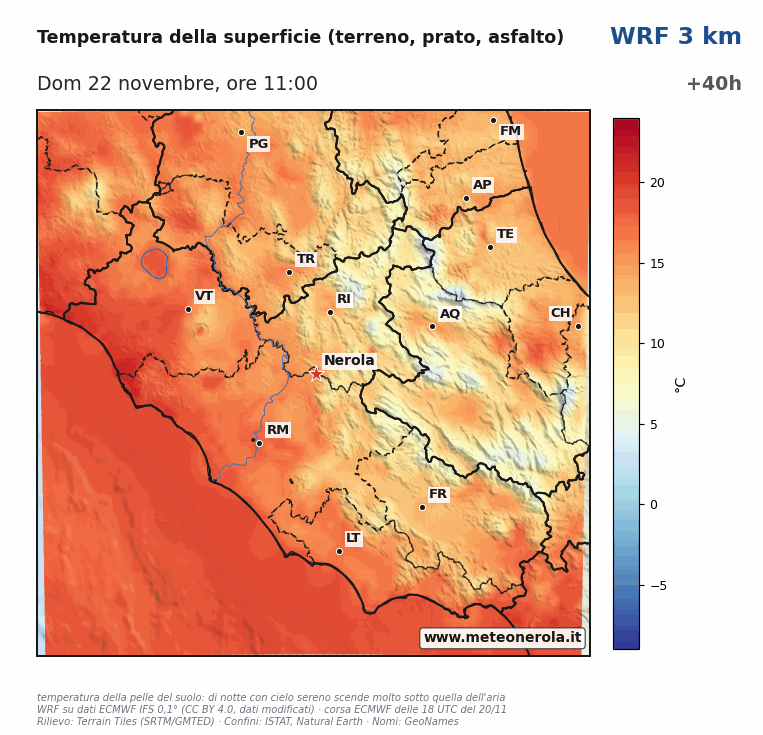 Temperatura della superficie (terreno, prato, asfalto)
WRF 3 km
Dom 22 novembre, ore 11:00
+40h
PG
FM
AP
TE
TR
VT
RI
AQ
CH
Nerola
RM
FR
LT
20
15
10
5
0
−5
°C
www.meteonerola.it
temperatura della pelle del suolo: di notte con cielo sereno scende molto sotto quella dell'aria
WRF su dati ECMWF IFS 0,1° (CC BY 4.0, dati modificati) · corsa ECMWF delle 18 UTC del 20/11
Rilievo: Terrain Tiles (SRTM/GMTED) · Confini: ISTAT, Natural Earth · Nomi: GeoNames